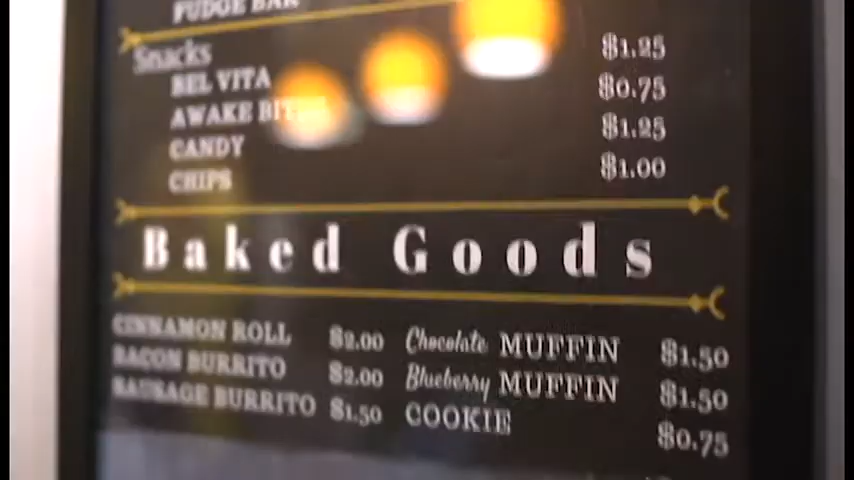 FUDGE BAR
Snacks
BEL VITA $1.25
AWAKE $0.75
CANDY $1.25
CHIPS $1.00
Baked Goods
CINNAMON ROLL $2.00 Chocolate MUFFIN $1.50
BACON BURRITO $2.00 Blueberry MUFFIN $1.50
SAUSAGE BURRITO $1.50 COOKIE $0.75